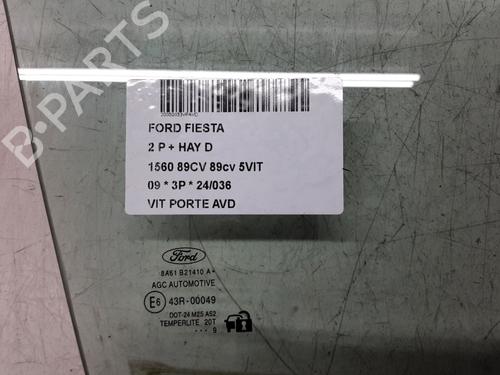 B-PARTS
FORD FIESTA
2 P + HAY D
1560 89CV 89cv 5VIT
09 * 3P * 24/036
VIT PORTE AVD
Ford
8A61 B21410 A
AGC AUTOMOTIVE
E6 43R-00049
DOT-24 M25 AS2
TEMPERLITE 20T
... 9